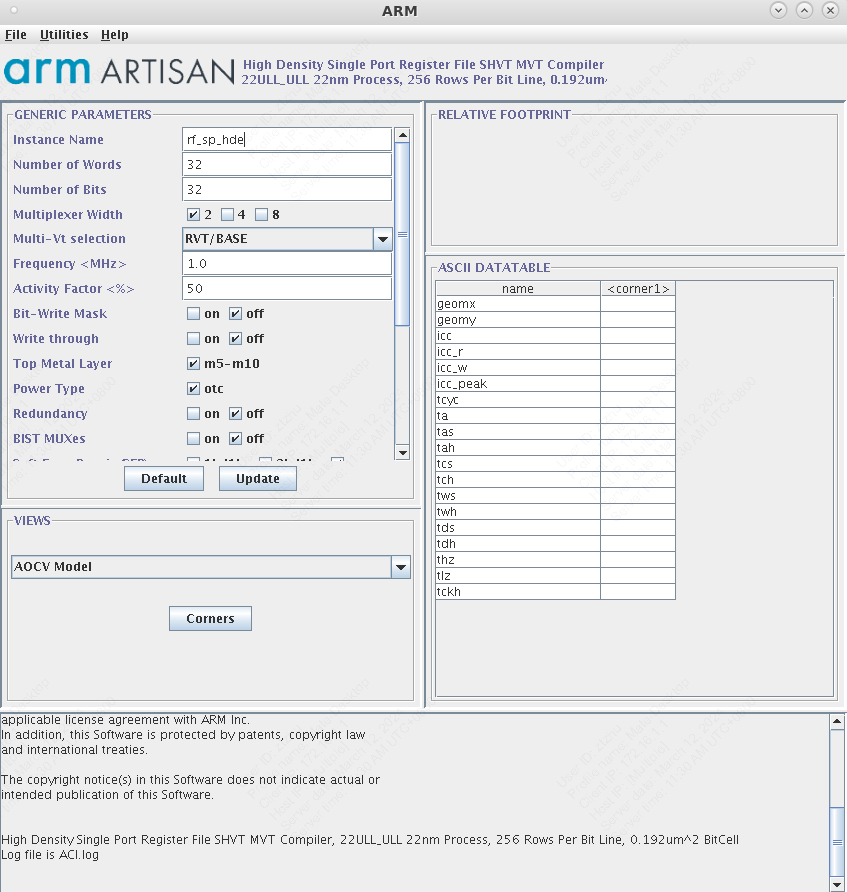 ARM
File Utilities Help
arm ARTISAN
High Density Single Port Register File SHVT MVT Compiler
22ULL_ULL 22nm Process, 256 Rows Per Bit Line, 0.192um
GENERIC PARAMETERS
Instance Name rf_sp_hde
Number of Words 32
Number of Bits 32
Multiplexer Width 2 4 8
Multi-Vt selection RVT/BASE
Frequency <MHz> 1.0
Activity Factor <%> 50
Bit-Write Mask on off
Write through on off
Top Metal Layer m5-m10
Power Type otc
Redundancy on off
BIST MUXes on off
Default Update
VIEWS
AOCV Model
Corners
RELATIVE FOOTPRINT
ASCII DATATABLE
name <corner1>
geomx
geomy
icc
icc_r
icc_w
icc_peak
tcyc
ta
tas
tah
tcs
tch
tws
twh
tds
tdh
thz
tlz
tckh
applicable license agreement with ARM Inc.
In addition, this Software is protected by patents, copyright law
and international treaties.
The copyright notice(s) in this Software does not indicate actual or
intended publication of this Software.
High Density Single Port Register File SHVT MVT Compiler, 22ULL_ULL 22nm Process, 256 Rows Per Bit Line, 0.192um^2 BitCell
Log file is ACI.log